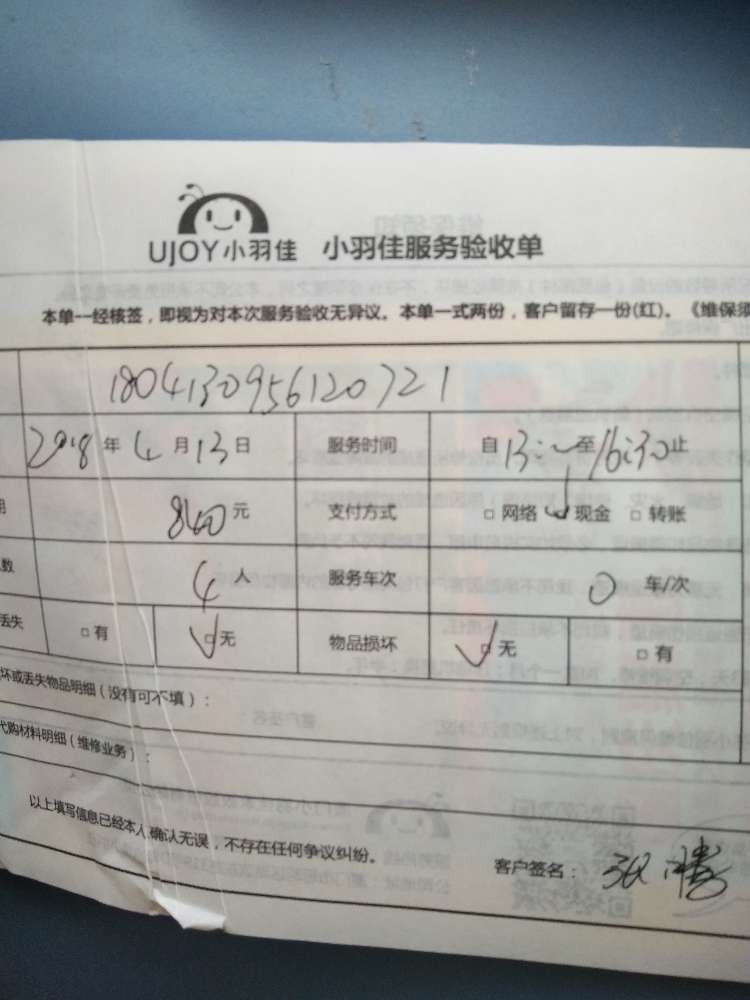 UJOY小羽佳 小羽佳服务验收单
本单一经核签，即视为对本次服务验收无异议。本单一式两份，客户留存一份(红)。《维保须
1804130956120721
2018年4月13日 服务时间 自13:00至16:30止
840元 支付方式 □网络 □现金 □转账
数 4人 服务车次 0车/次
丢失 □有 □无 物品损坏 □无 □有
坏或丢失物品明细（没有可不填）：
代购材料明细（维修业务）：
以上填写信息已经本人确认无误，不存在任何争议纠纷。
客户签名：张腾